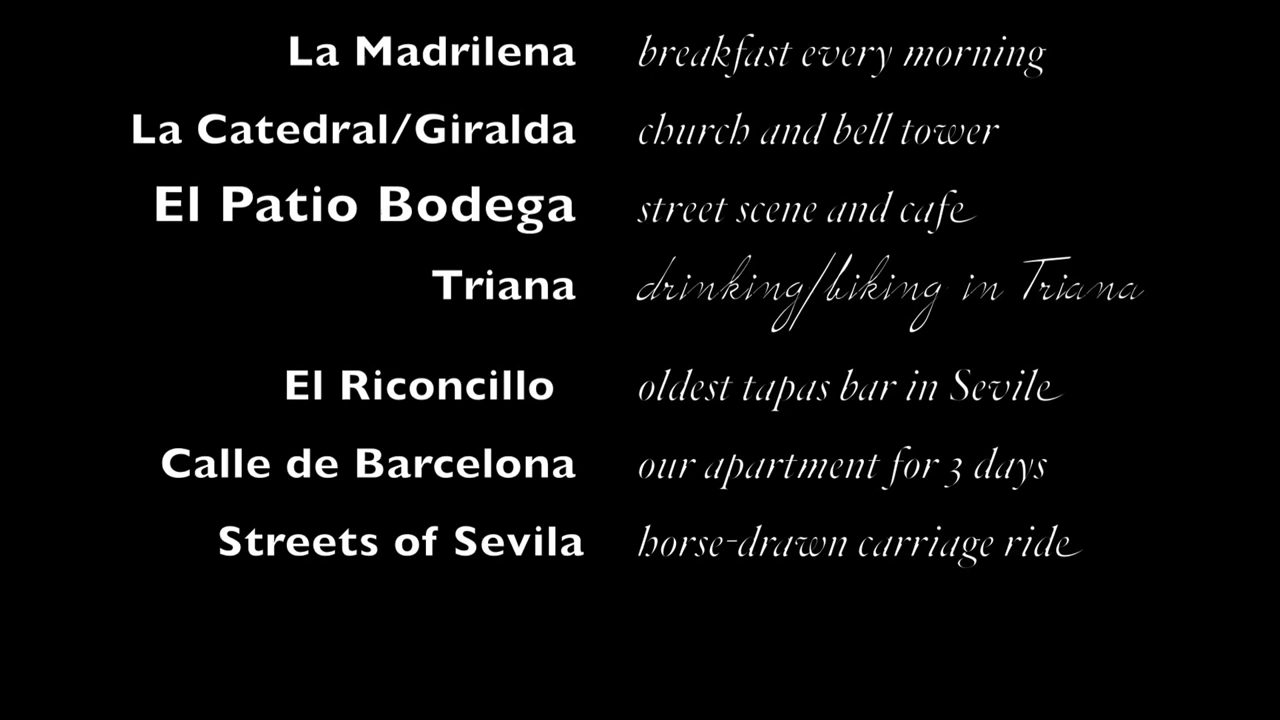 La Madrilena breakfast every morning
La Catedral/Giralda church and bell tower
El Patio Bodega street scene and cafe
Triana drinking/biking in Triana
El Riconcillo oldest tapas bar in Sevile
Calle de Barcelona our apartment for 3 days
Streets of Sevila horse-drawn carriage ride